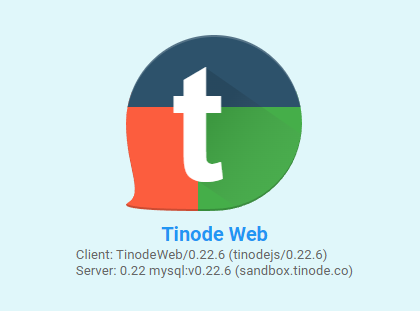 t
Tinode Web
Client: TinodeWeb/0.22.6 (tinodejs/0.22.6)
Server: 0.22 mysql:v0.22.6 (sandbox.tinode.co)